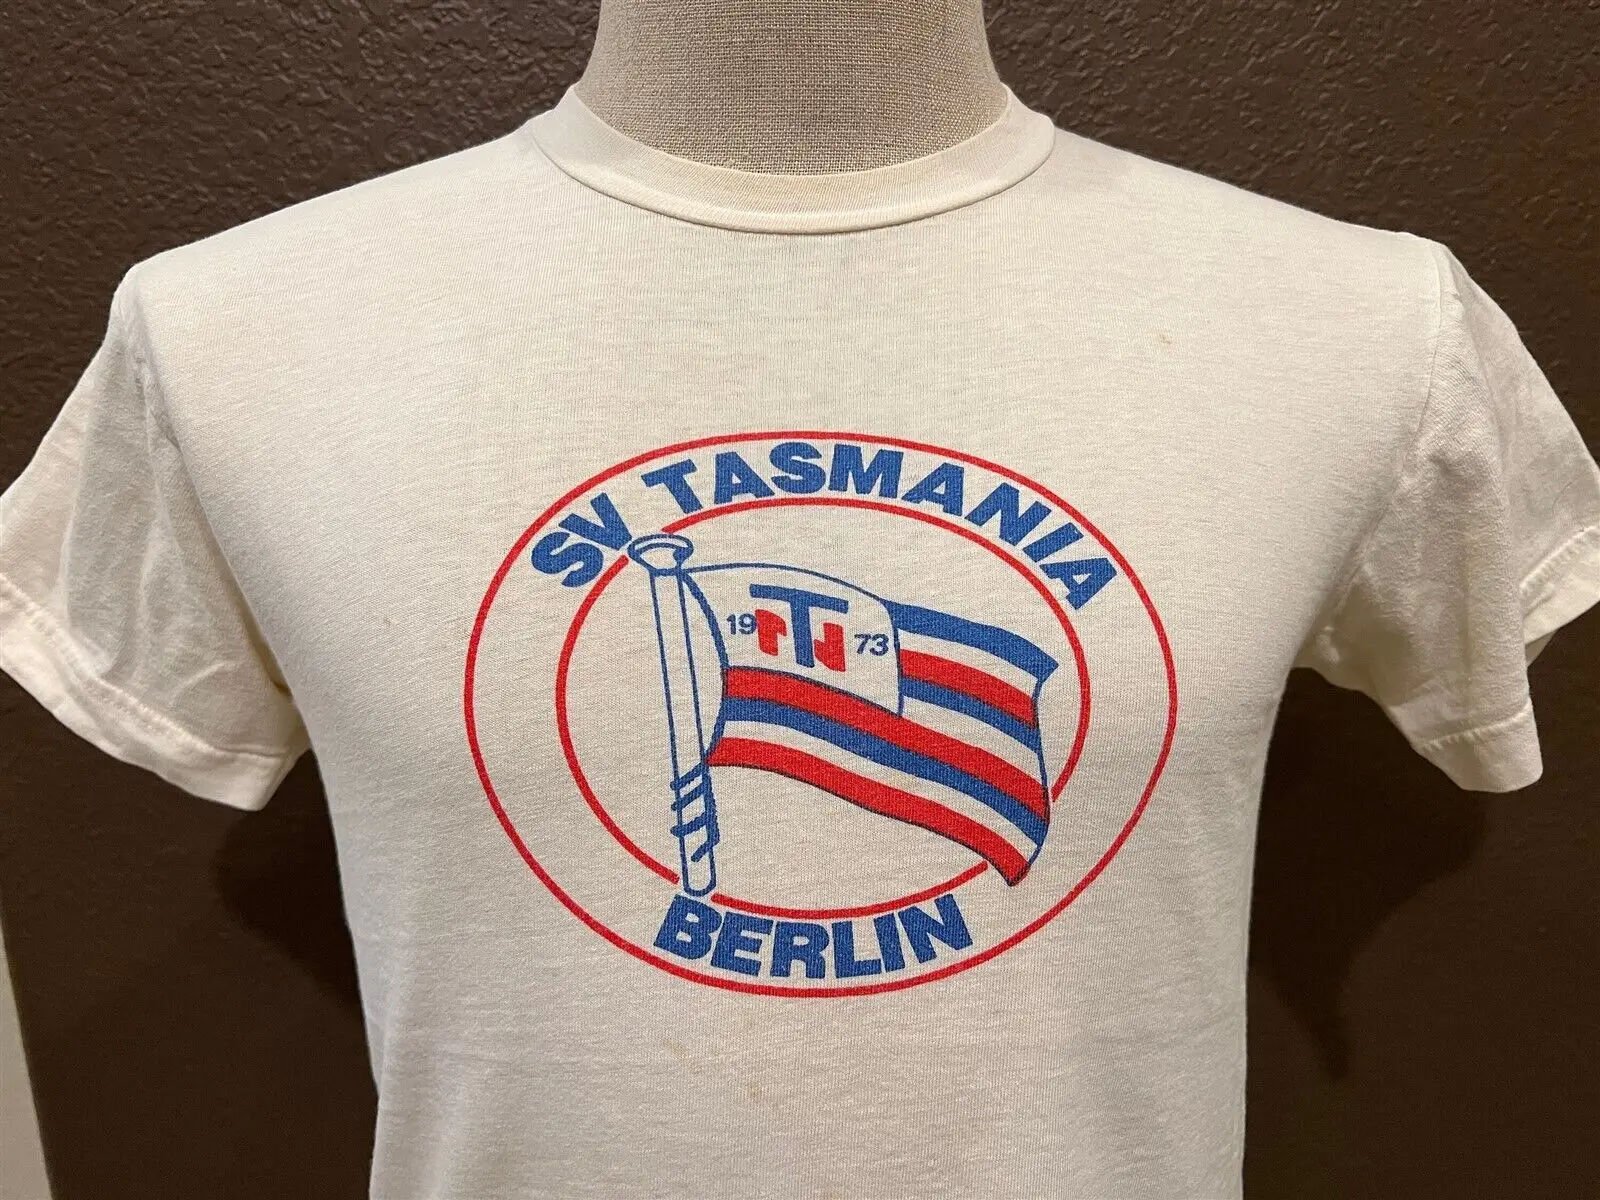 SV TASMANIA
19 T 73
BERLIN